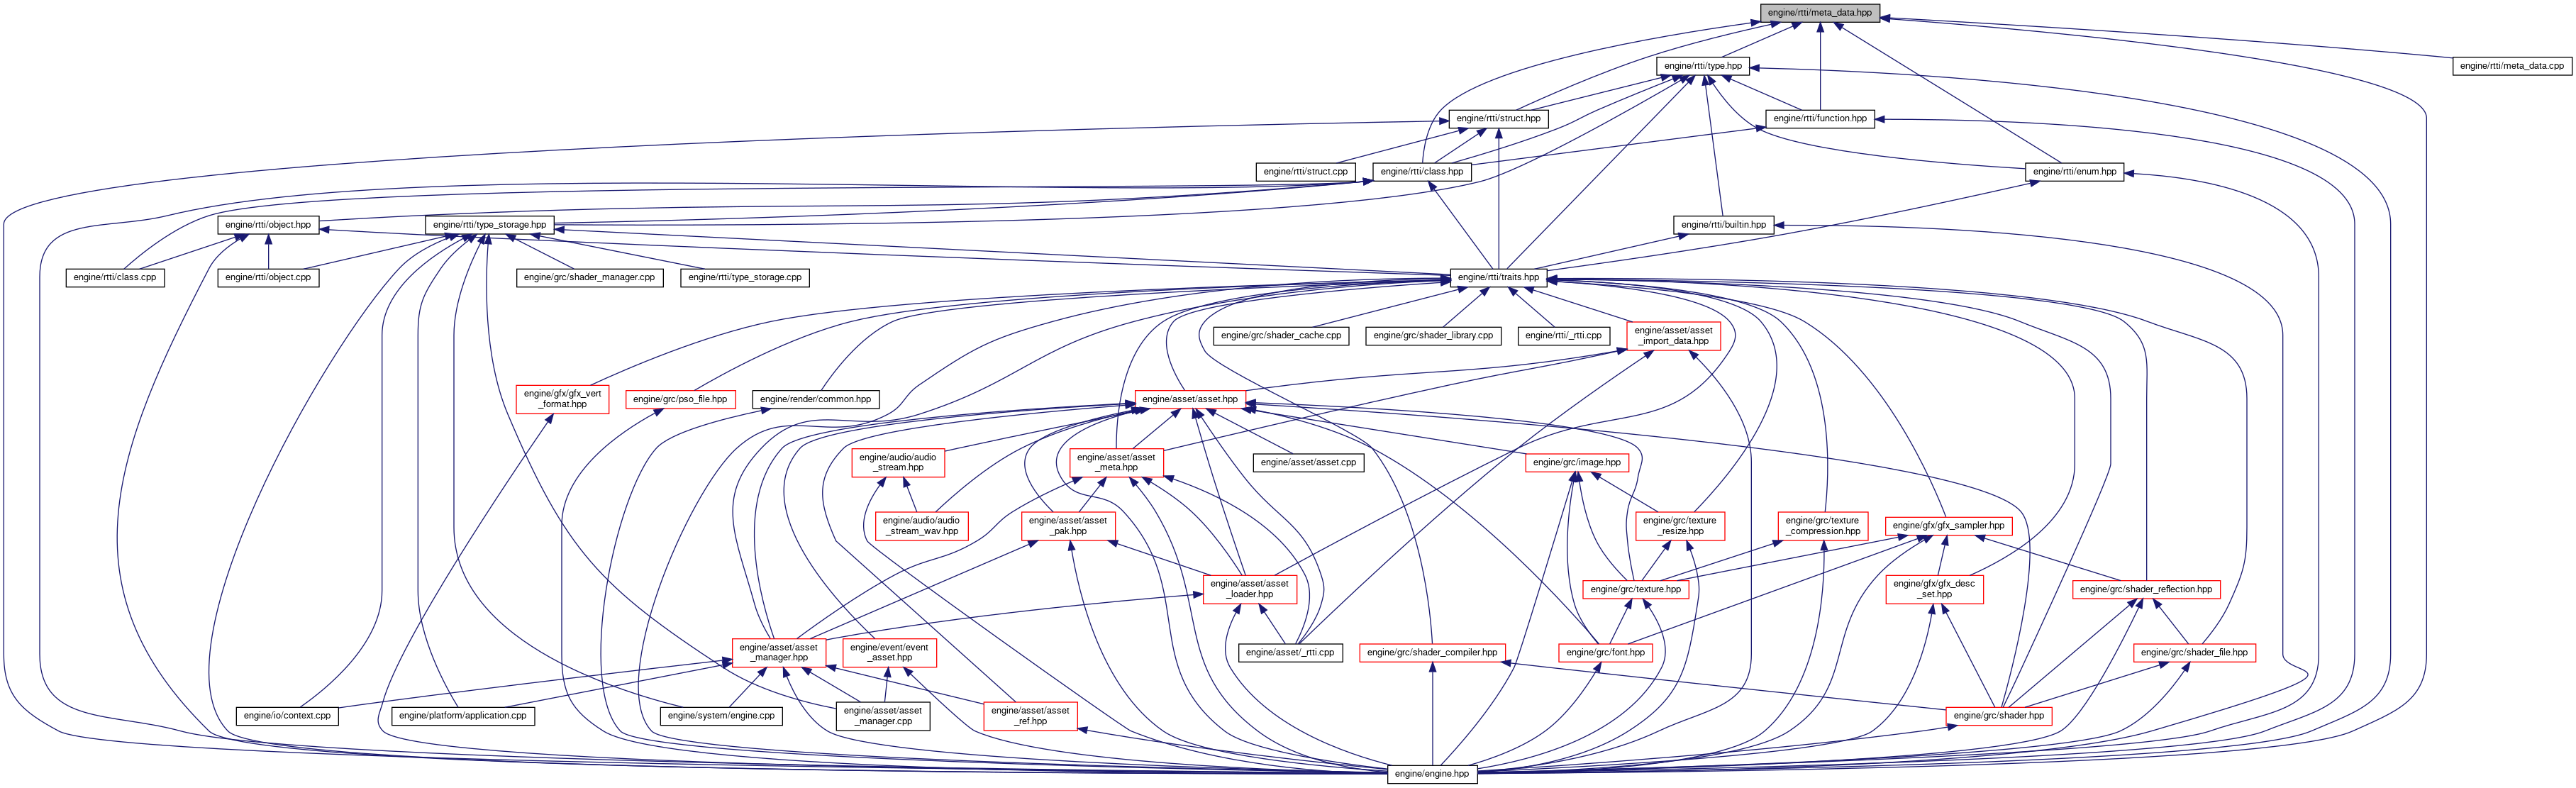 engine/rtti/meta_data.hpp
engine/rtti/type.hpp
engine/rtti/meta_data.cpp
engine/rtti/struct.hpp
engine/rtti/function.hpp
engine/rtti/struct.cpp
engine/rtti/class.hpp
engine/rtti/enum.hpp
engine/rtti/object.hpp
engine/rtti/type_storage.hpp
engine/rtti/builtin.hpp
engine/rtti/class.cpp
engine/rtti/object.cpp
engine/grc/shader_manager.cpp
engine/rtti/type_storage.cpp
engine/rtti/traits.hpp
engine/grc/shader_cache.cpp
engine/grc/shader_library.cpp
engine/rtti/_rtti.cpp
engine/asset/asset
_import_data.hpp
engine/gfx/gfx_vert
_format.hpp
engine/grc/pso_file.hpp
engine/render/common.hpp
engine/asset/asset.hpp
engine/audio/audio
_stream.hpp
engine/asset/asset
_meta.hpp
engine/asset/asset.cpp
engine/grc/image.hpp
engine/audio/audio
_stream_wav.hpp
engine/asset/asset
_pak.hpp
engine/grc/texture
_resize.hpp
engine/grc/texture
_compression.hpp
engine/gfx/gfx_sampler.hpp
engine/asset/asset
_loader.hpp
engine/grc/texture.hpp
engine/gfx/gfx_desc
_set.hpp
engine/grc/shader_reflection.hpp
engine/asset/asset
_manager.hpp
engine/event/event
_asset.hpp
engine/asset/_rtti.cpp
engine/grc/shader_compiler.hpp
engine/grc/font.hpp
engine/grc/shader_file.hpp
engine/io/context.cpp
engine/platform/application.cpp
engine/system/engine.cpp
engine/asset/asset
_manager.cpp
engine/asset/asset
_ref.hpp
engine/grc/shader.hpp
engine/engine.hpp